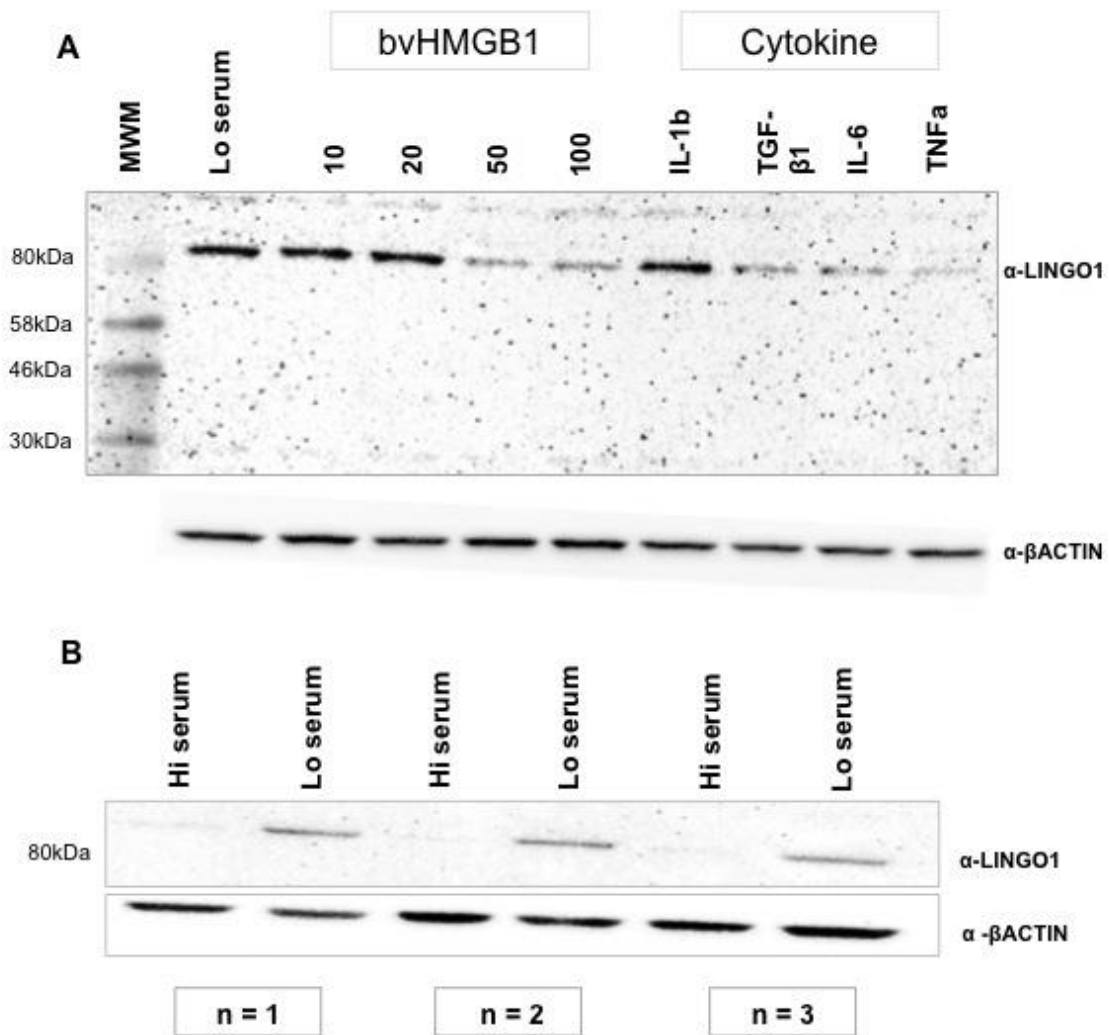 A
bvHMGB1
Cytokine
MWM
Lo serum
10
20
50
100
IL-1b
TGF-
β1
IL-6
TNFa
80kDa
58kDa
46kDa
30kDa
α-LINGO1
α-βACTIN
B
Hi serum
Lo serum
Hi serum
Lo serum
Hi serum
Lo serum
80kDa
α-LINGO1
α -βACTIN
n = 1
n = 2
n = 3